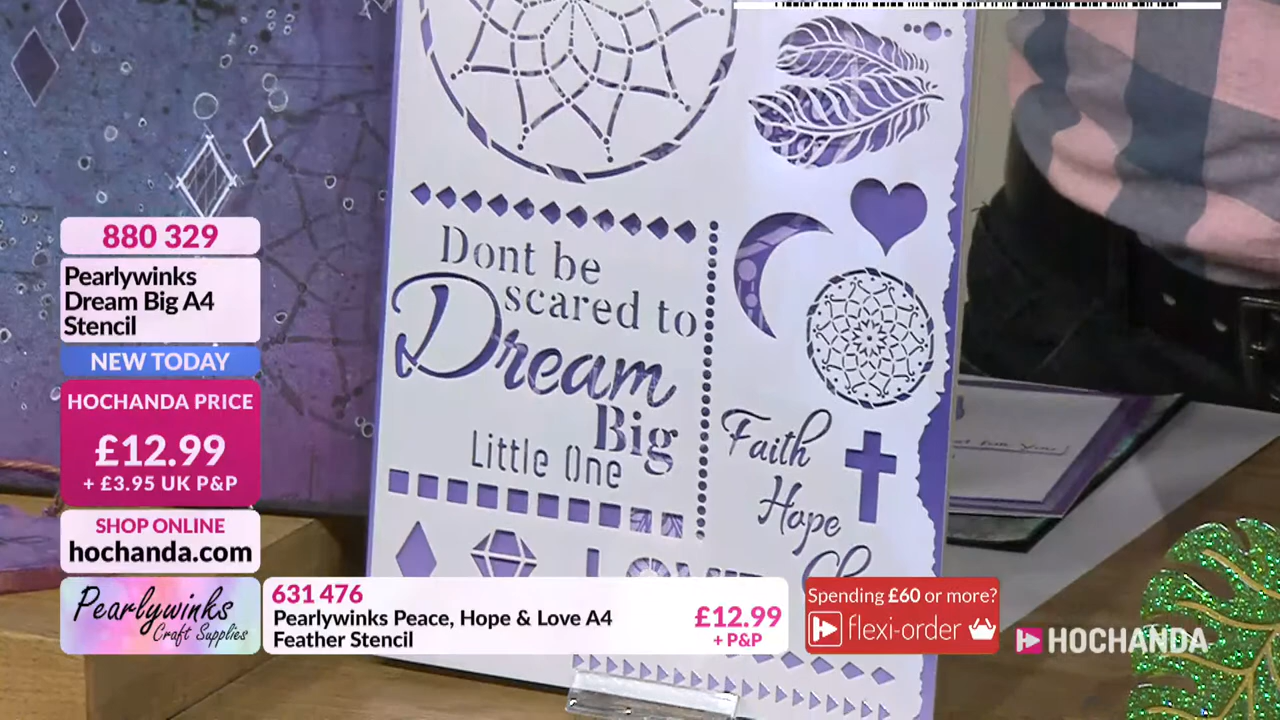 880 329
Pearlywinks
Dream Big A4
Stencil
NEW TODAY
HOCHANDA PRICE
£12.99
+ £3.95 UK P&P
SHOP ONLINE
hochanda.com
Pearlywinks
Craft Supplies
631 476
Pearlywinks Peace, Hope & Love A4
Feather Stencil
£12.99
+ P&P
Spending £60 or more?
flexi-order
HOCHANDA
Dont be
scared to
Dream
Big
Little One
Faith
Hope
LOVE